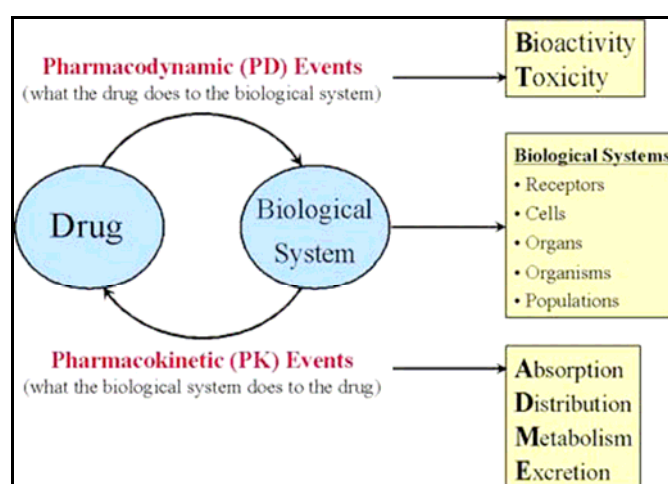 Pharmacodynamic (PD) Events
(what the drug does to the biological system)
Bioactivity
Toxicity
Drug
Biological
System
Biological Systems
• Receptors
• Cells
• Organs
• Organisms
• Populations
Pharmacokinetic (PK) Events
(what the biological system does to the drug)
Absorption
Distribution
Metabolism
Excretion